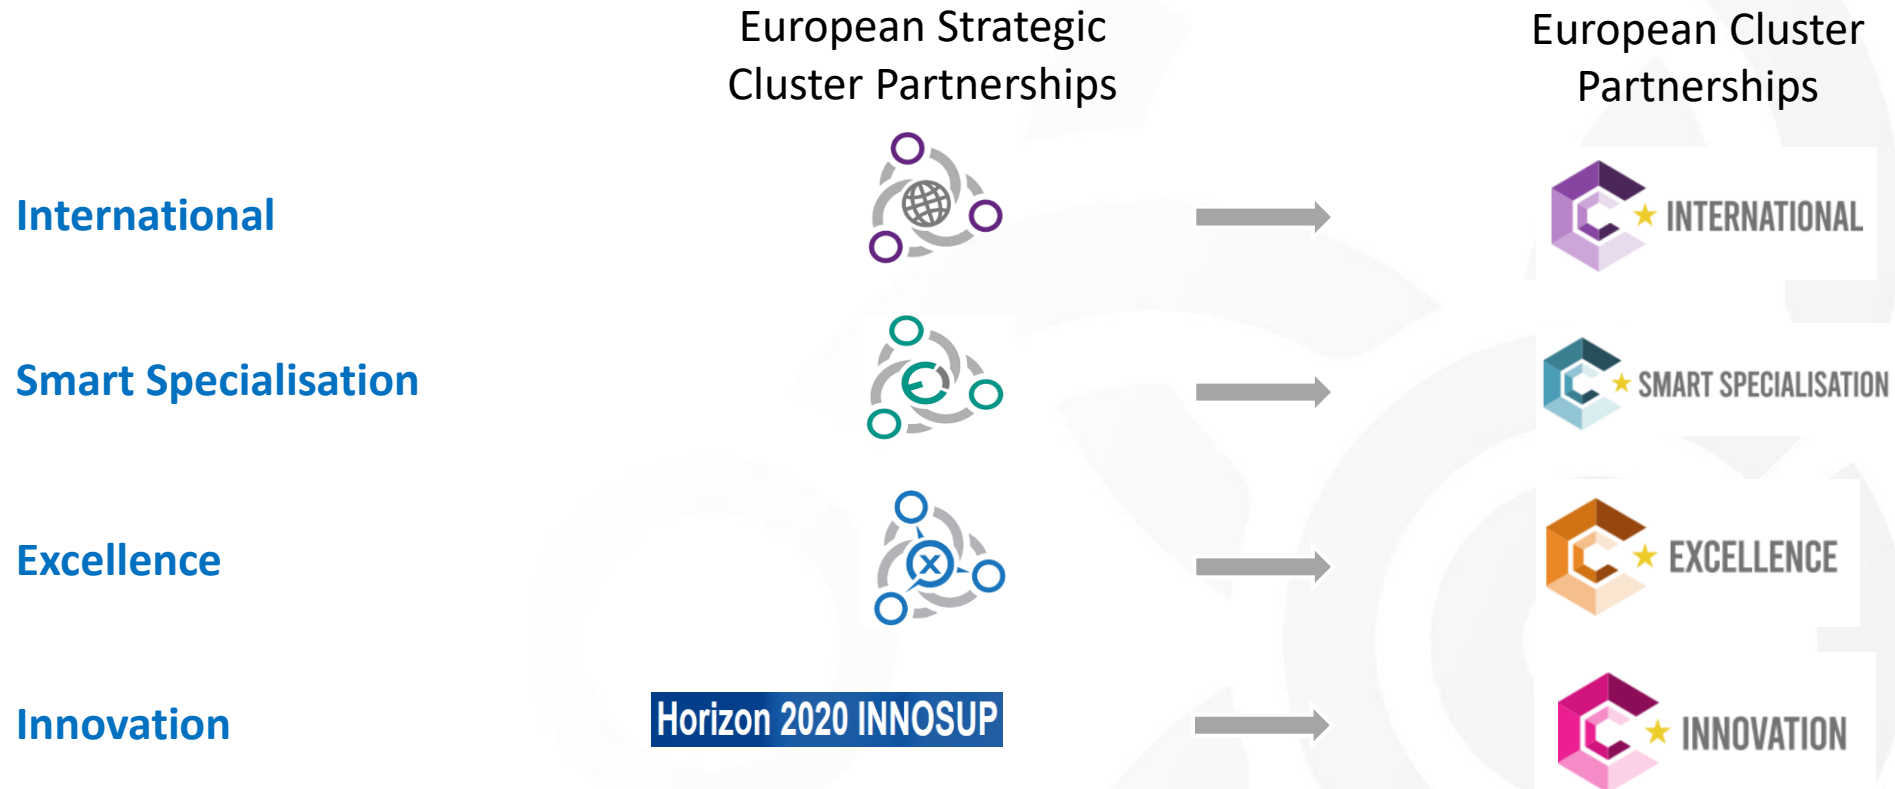 European Strategic
Cluster Partnerships
European Cluster
Partnerships
International
INTERNATIONAL
Smart Specialisation
SMART SPECIALISATION
Excellence
X
EXCELLENCE
Innovation
Horizon 2020 INNOSUP
INNOVATION